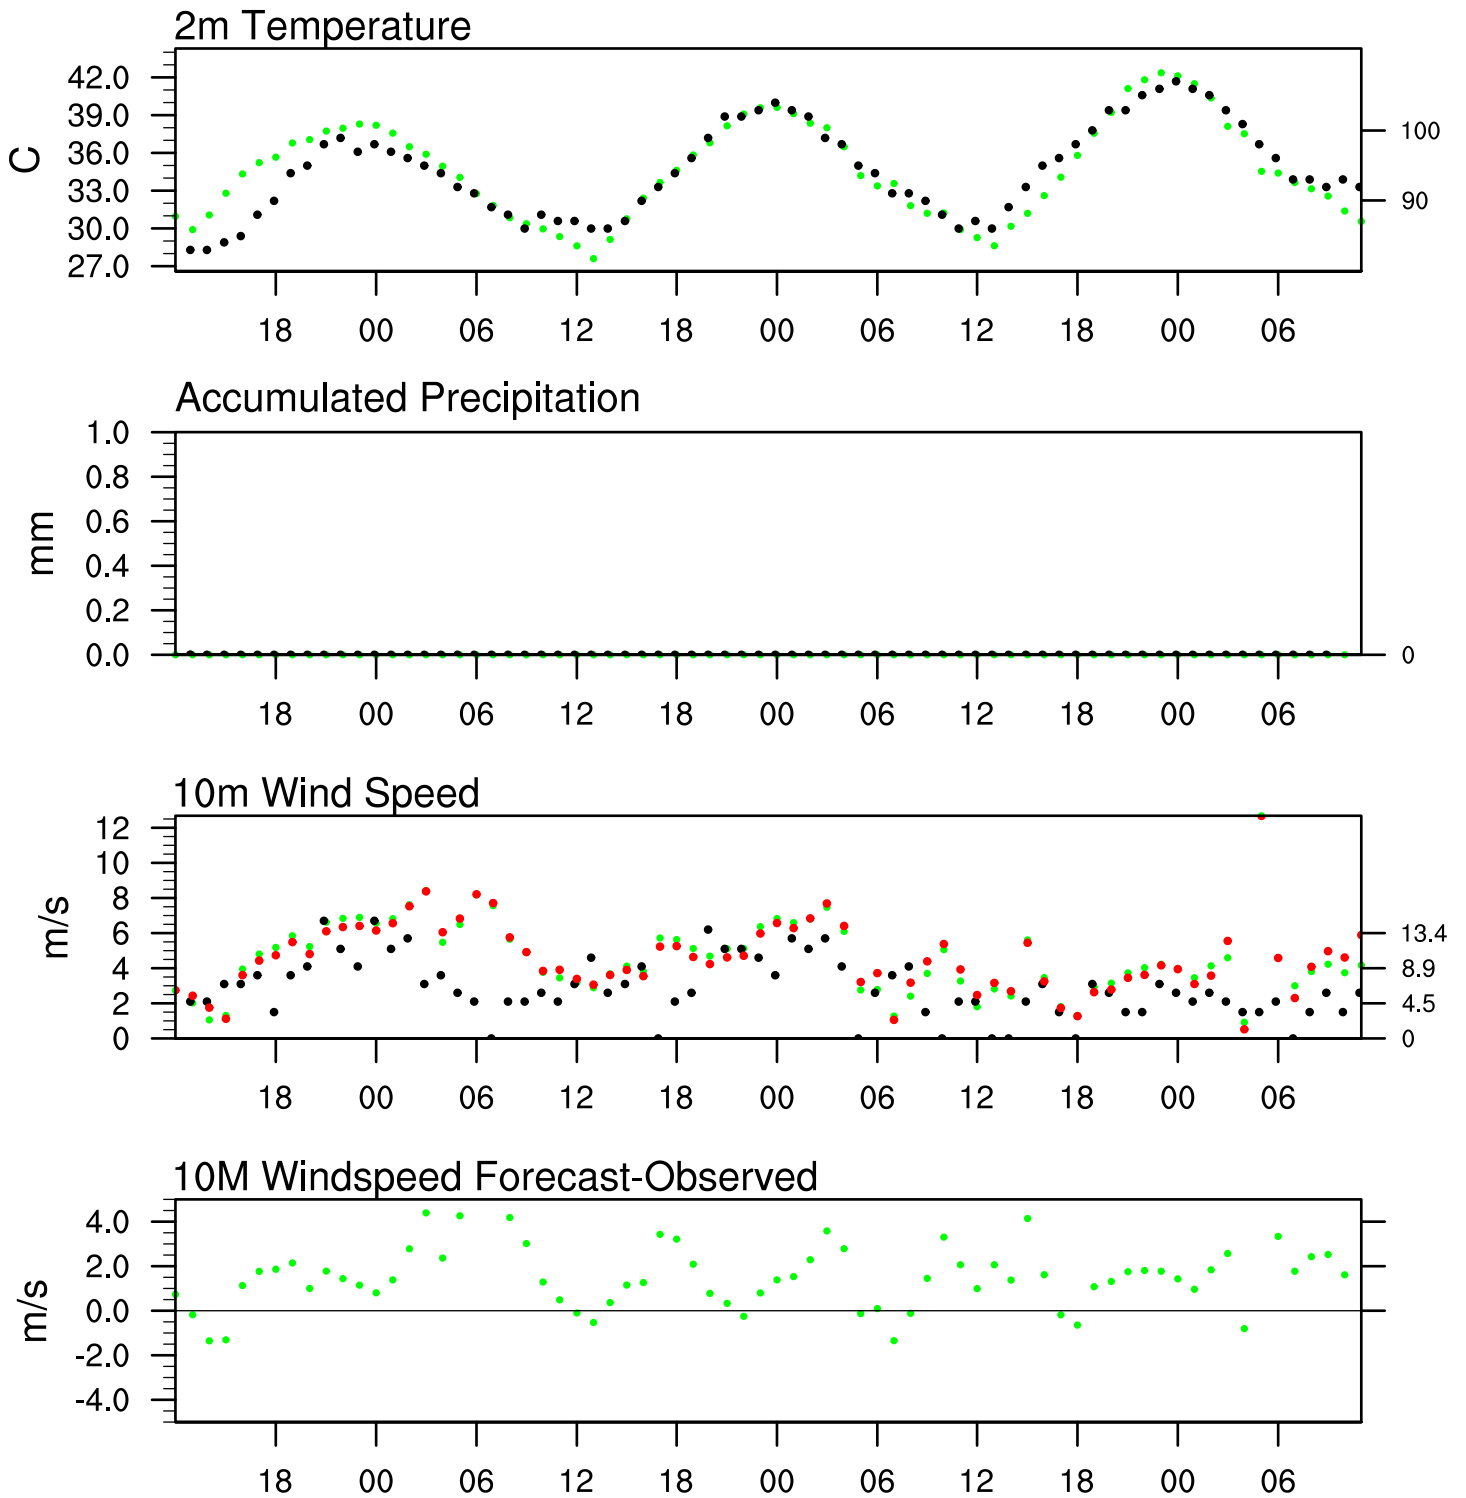 2m Temperature
42.0
39.0
36.0
33.0
30.0
27.0
C
100
90
18 00 06 12 18 00 06 12 18 00 06
Accumulated Precipitation
1.0
0.8
0.6
0.4
0.2
0.0
mm
0
18 00 06 12 18 00 06 12 18 00 06
10m Wind Speed
12
10
8
6
4
2
0
m/s
13.4
8.9
4.5
0
18 00 06 12 18 00 06 12 18 00 06
10M Windspeed Forecast-Observed
4.0
2.0
0.0
-2.0
-4.0
m/s
18 00 06 12 18 00 06 12 18 00 06